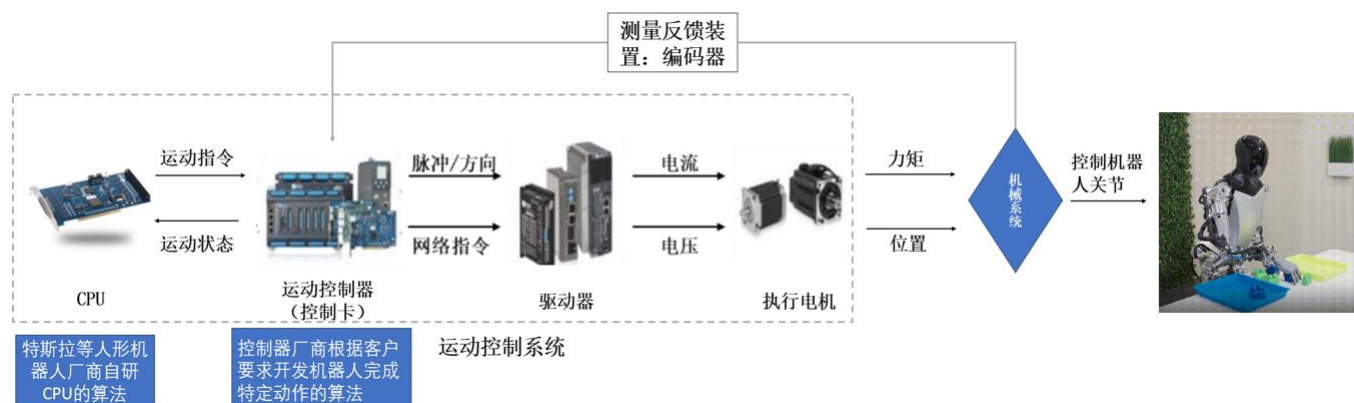 测量反馈装
置：编码器
运动指令
运动状态
CPU
运动控制器
（控制卡）
脉冲/方向
网络指令
驱动器
电流
电压
执行电机
力矩
位置
机械系统
控制机器
人关节
特斯拉等人形机
器人厂商自研
CPU的算法
控制器厂商根据客户
要求开发机器人完成
特定动作的算法
运动控制系统